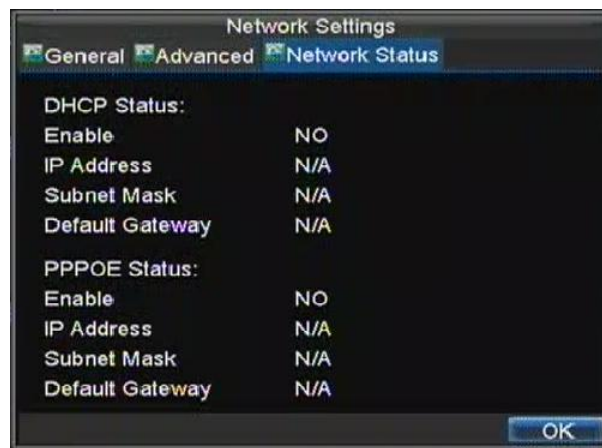 Network Settings
General Advanced Network Status
DHCP Status:
Enable NO
IP Address N/A
Subnet Mask N/A
Default Gateway N/A
PPPOE Status:
Enable NO
IP Address N/A
Subnet Mask N/A
Default Gateway N/A
OK